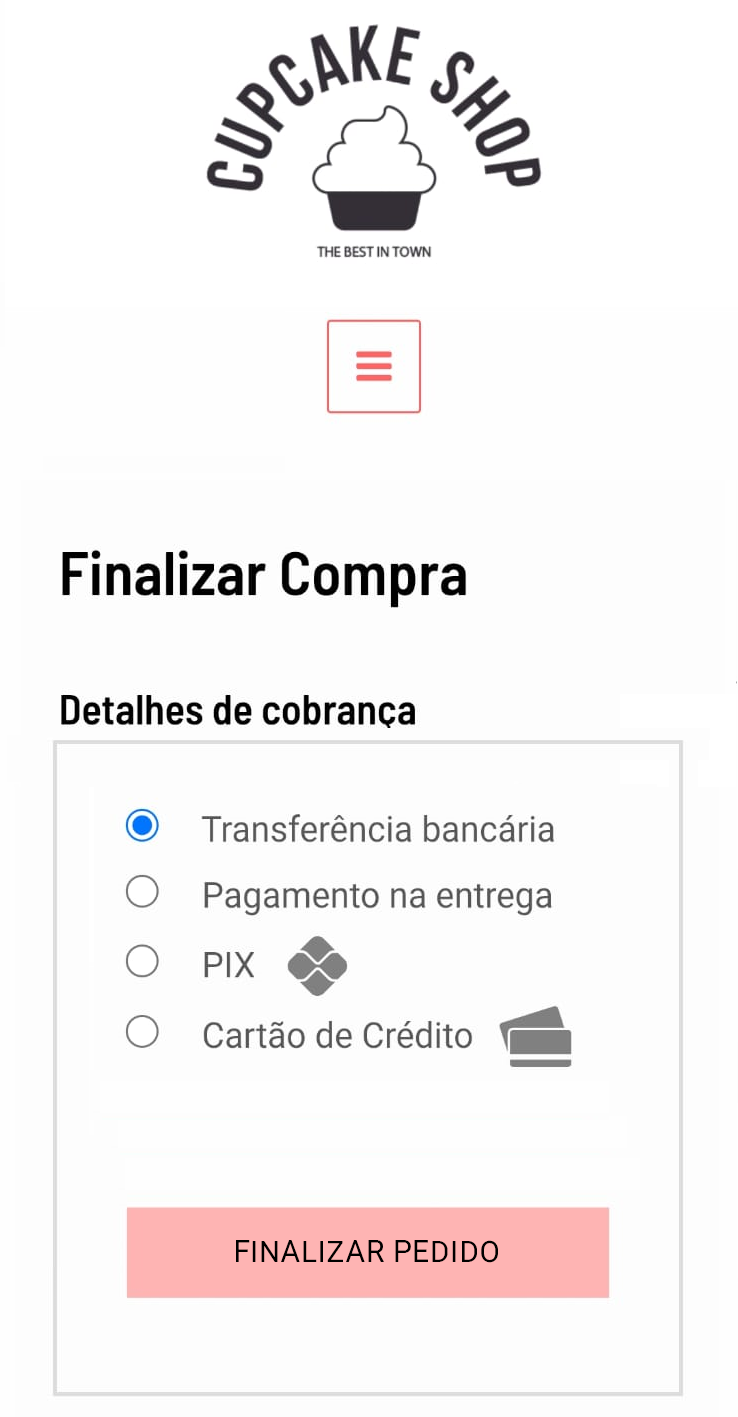 CUPCAKE SHOP
THE BEST IN TOWN
Finalizar Compra
Detalhes de cobrança
Transferência bancária
Pagamento na entrega
PIX
Cartão de Crédito
FINALIZAR PEDIDO